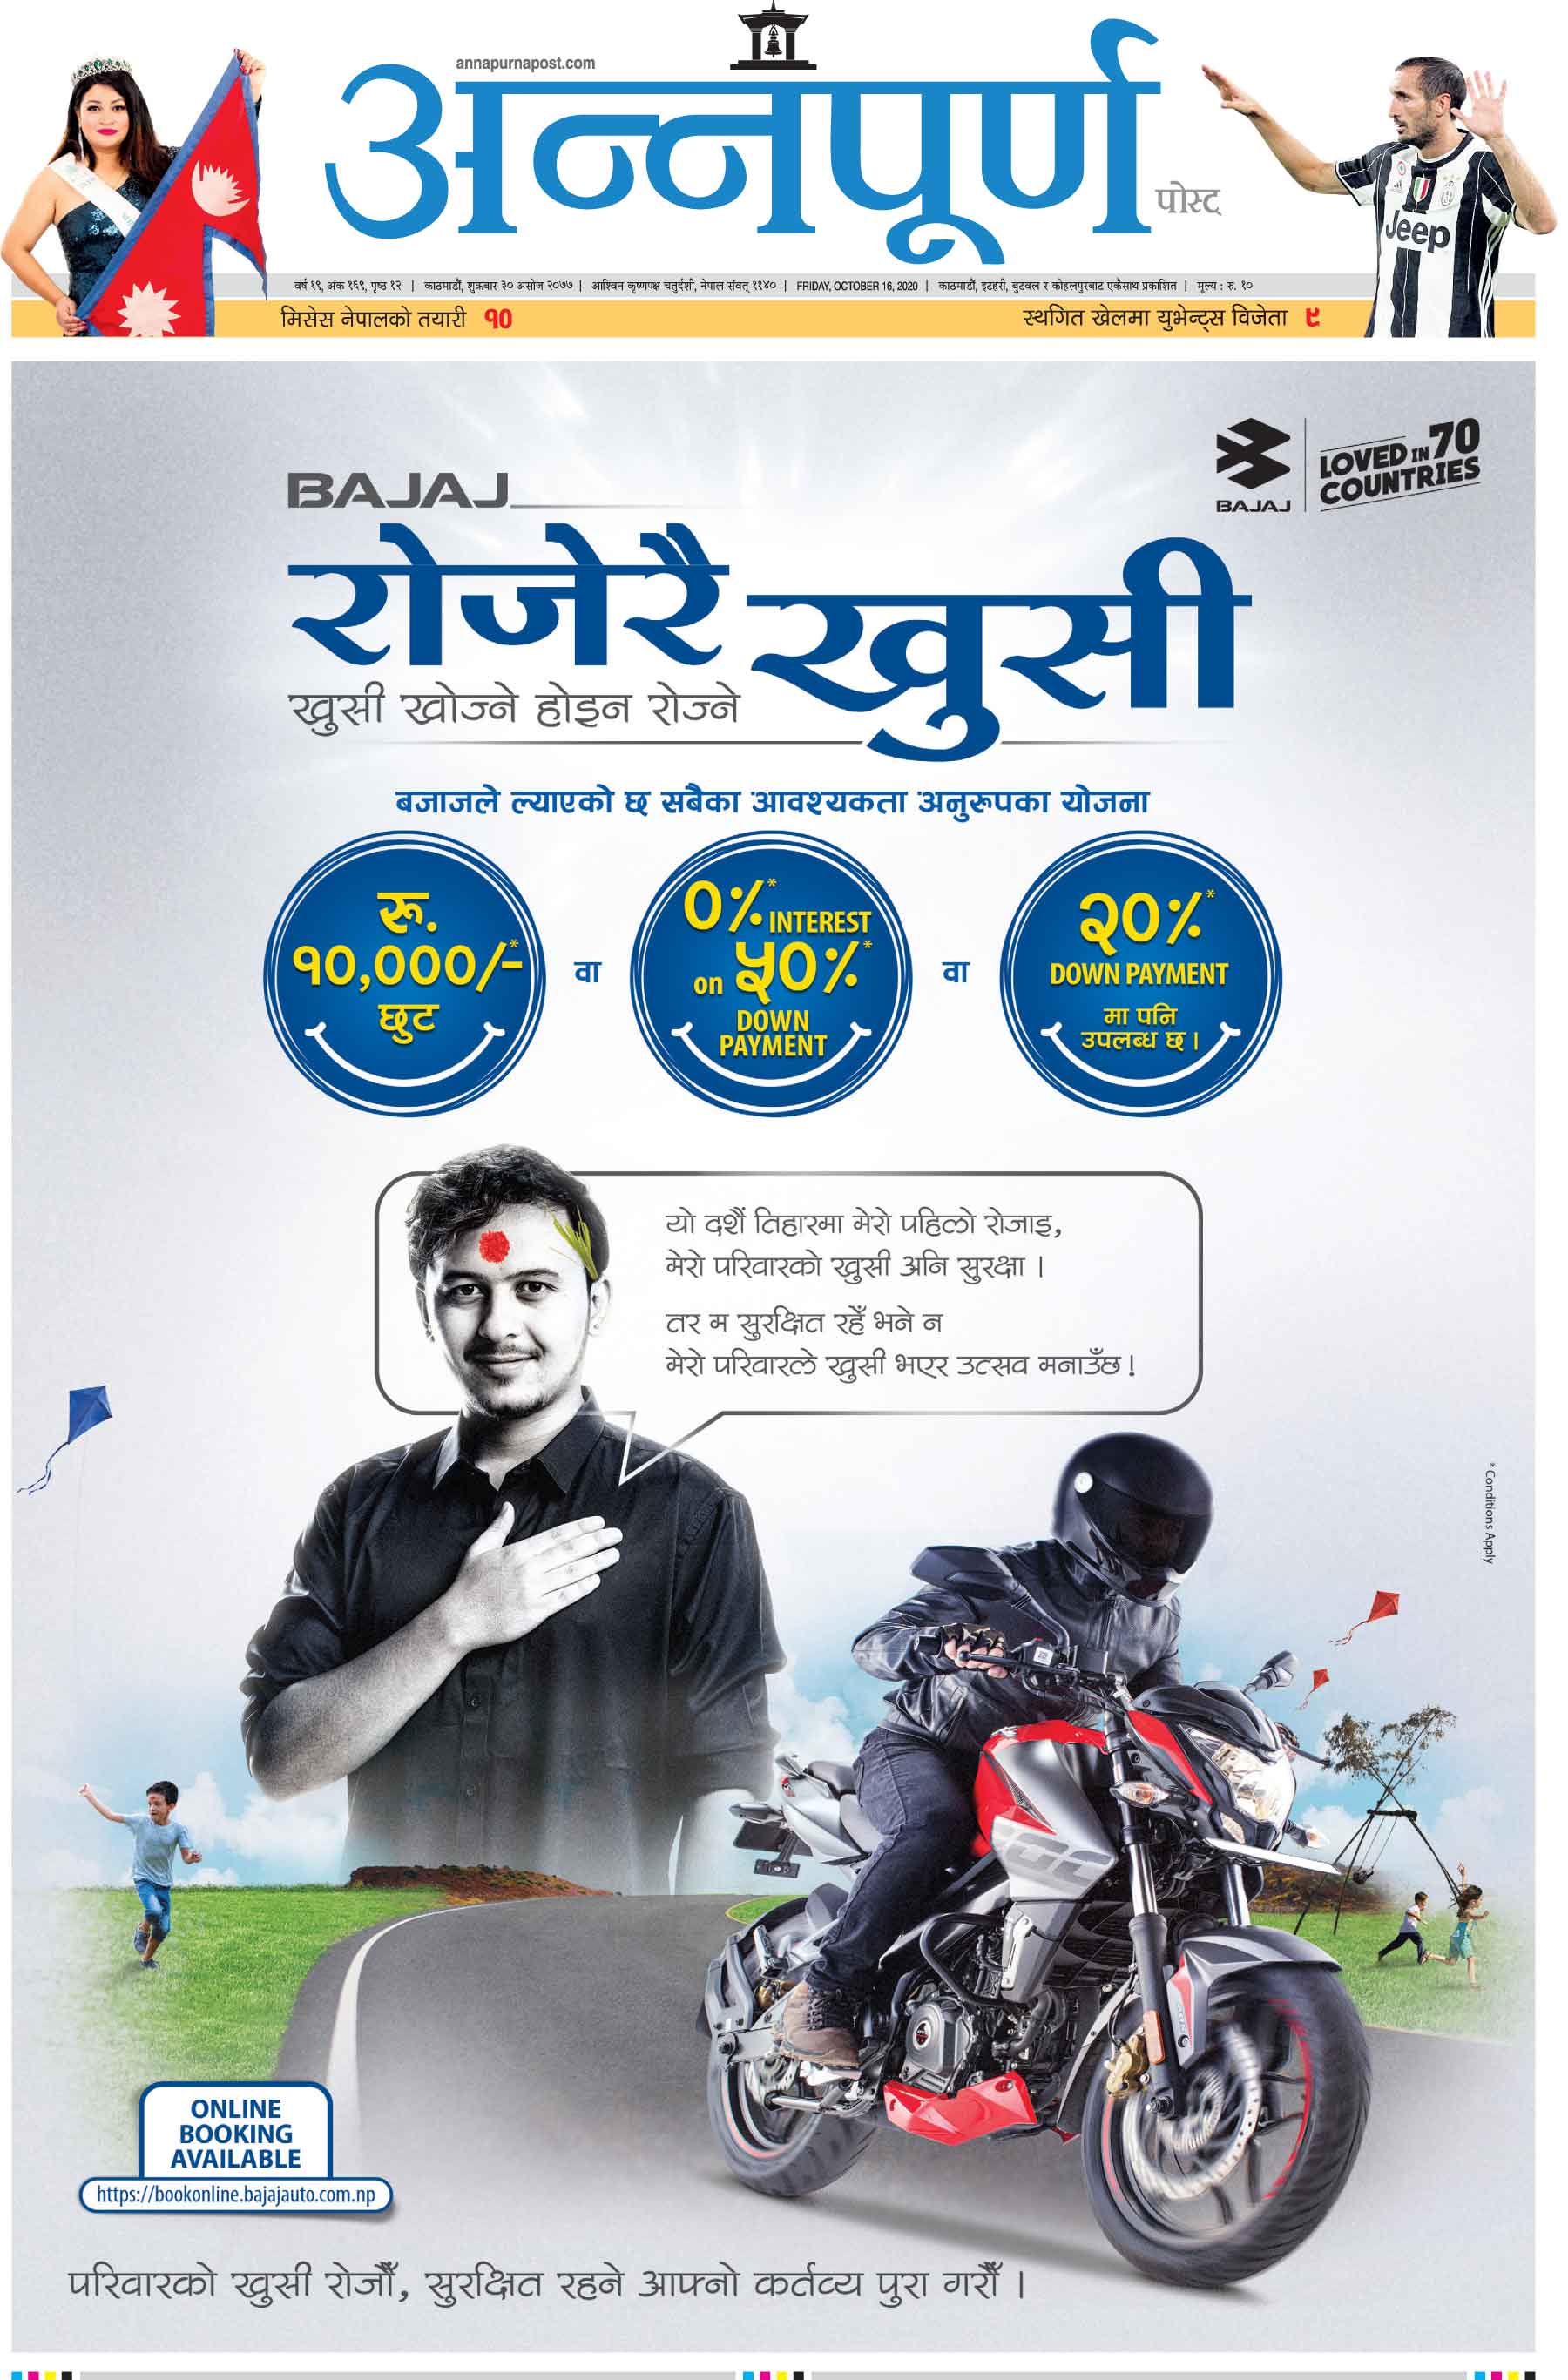 annapurnapost.com
अन्नपूर्ण
पोस्ट्
वर्ष १९, अंक १६९, पृष्ठ १२ | काठमाडौं, शुक्रबार ३० असोज २०७७ | आश्विन कृष्णपक्ष चतुर्दशी, नेपाल संवत् ११४० | FRIDAY, OCTOBER 16, 2020 | काठमाडौं, इटहरी, बुटवल र कोहलपुरबाट एकैसाथ प्रकाशित | मूल्य : रु. १०
मिसेस नेपालको तयारी १०
स्थगित खेलमा युभेन्ट्स विजेता ९
Jeep
BAJAJ
LOVED IN 70
COUNTRIES
BAJAJ
रोजेरै खुसी
खुसी खोज्ने होइन रोज्ने
बजाजले ल्याएको छ सबैका आवश्यकता अनुरूपका योजना
रू.
१०,०००/-*
छुट
वा
0%*
INTEREST
on ५०%*
DOWN
PAYMENT
वा
२०%*
DOWN PAYMENT
मा पनि
उपलब्ध छ।
यो दशैं तिहारमा मेरो पहिलो रोजाइ,
मेरो परिवारको खुसी अनि सुरक्षा ।
तर म सुरक्षित रहेँ भने न
मेरो परिवारले खुसी भएर उत्सव मनाउँछ !
* Conditions Apply
ONLINE
BOOKING
AVAILABLE
https://bookonline.bajajauto.com.np
परिवारको खुसी रोजौँ, सुरक्षित रहने आफ्नो कर्तव्य पुरा गरौँ ।